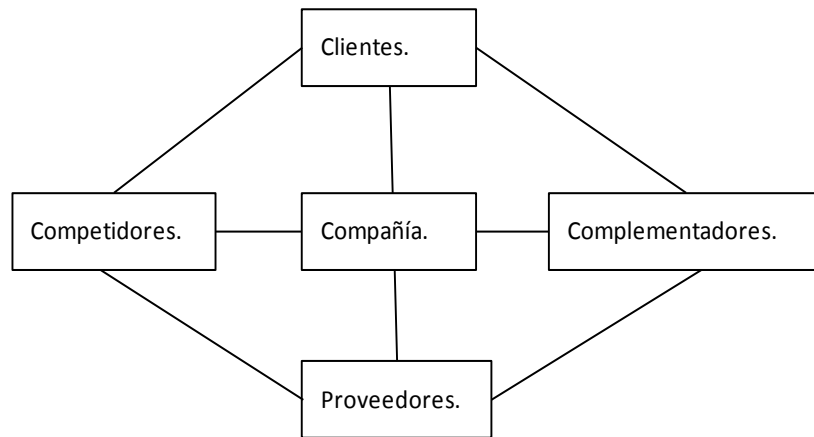 Clientes.
Competidores.
Compañía.
Complementadores.
Proveedores.